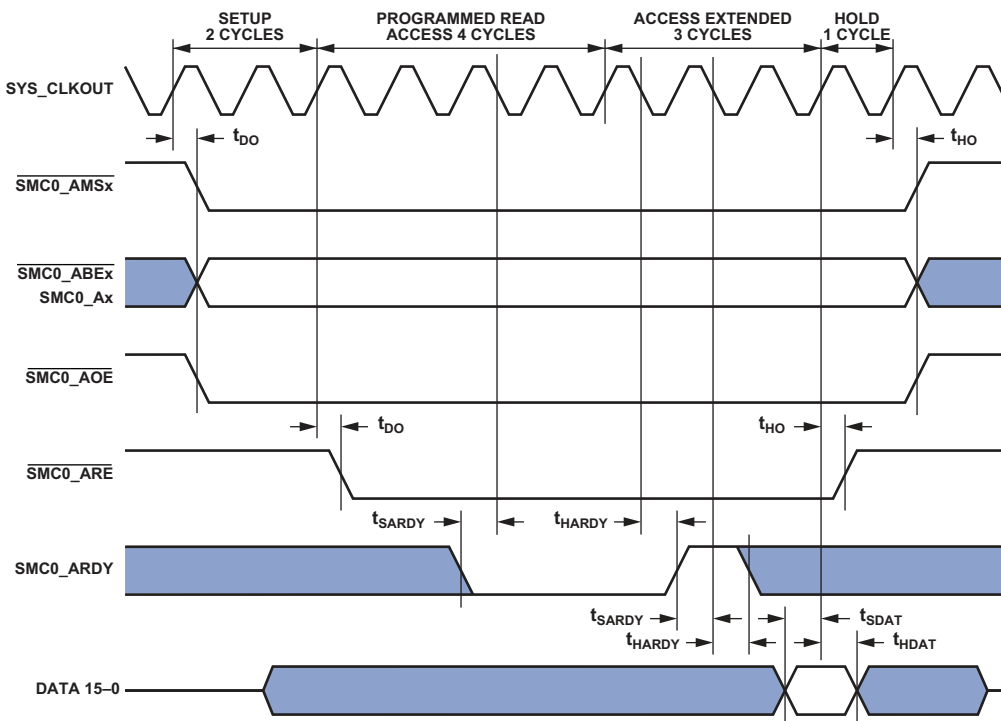 SETUP
2 CYCLES
PROGRAMMED READ
ACCESS 4 CYCLES
ACCESS EXTENDED
3 CYCLES
HOLD
1 CYCLE
SYS_CLKOUT
tDO
tHO
SMC0_AMSx
SMC0_ABEx
SMC0_Ax
SMC0_AOE
tDO
tHO
SMC0_ARE
tSARDY
tHARDY
SMC0_ARDY
tSARDY
tSDAT
tHARDY
tHDAT
DATA 15–0